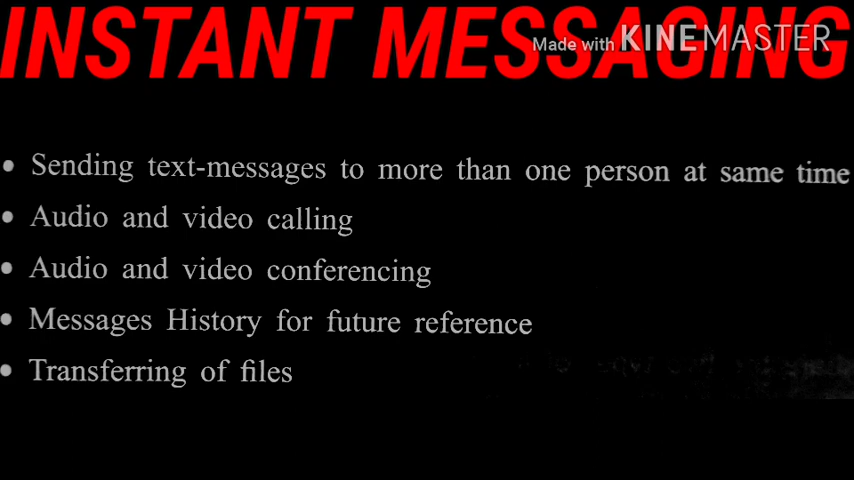 INSTANT MESSAGING
Made with KINEMASTER
• Sending text-messages to more than one person at same time
• Audio and video calling
• Audio and video conferencing
• Messages History for future reference
• Transferring of files